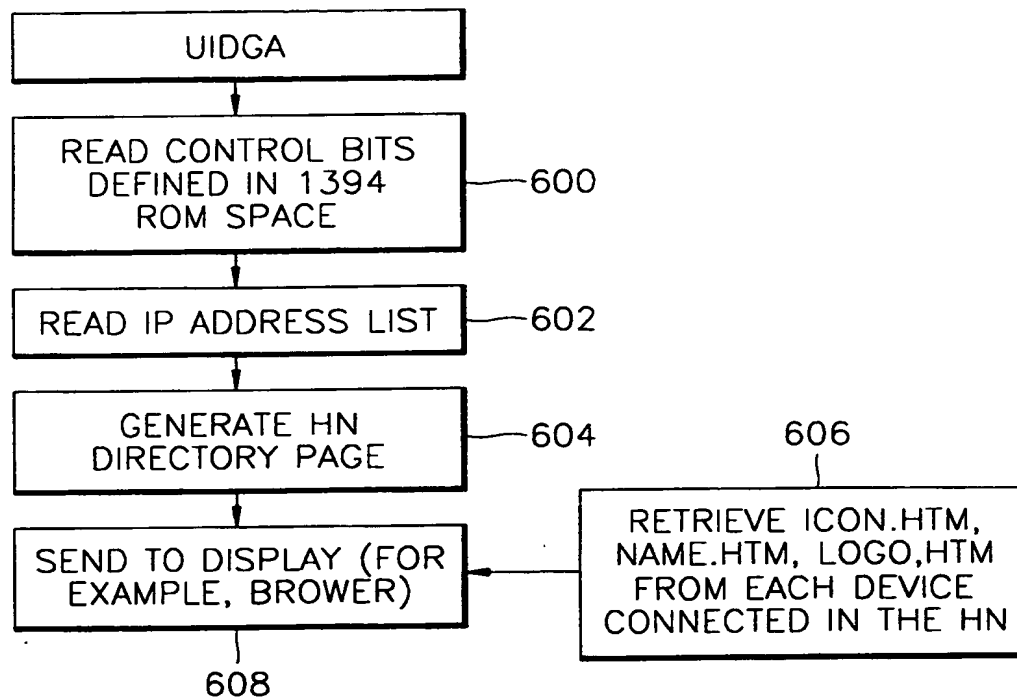 UIDGA
READ CONTROL BITS
DEFINED IN 1394
ROM SPACE
600
READ IP ADDRESS LIST
602
GENERATE HN
DIRECTORY PAGE
604
606
RETRIEVE ICON.HTM,
NAME.HTM, LOGO,HTM
FROM EACH DEVICE
CONNECTED IN THE HN
SEND TO DISPLAY (FOR
EXAMPLE, BROWER)
608